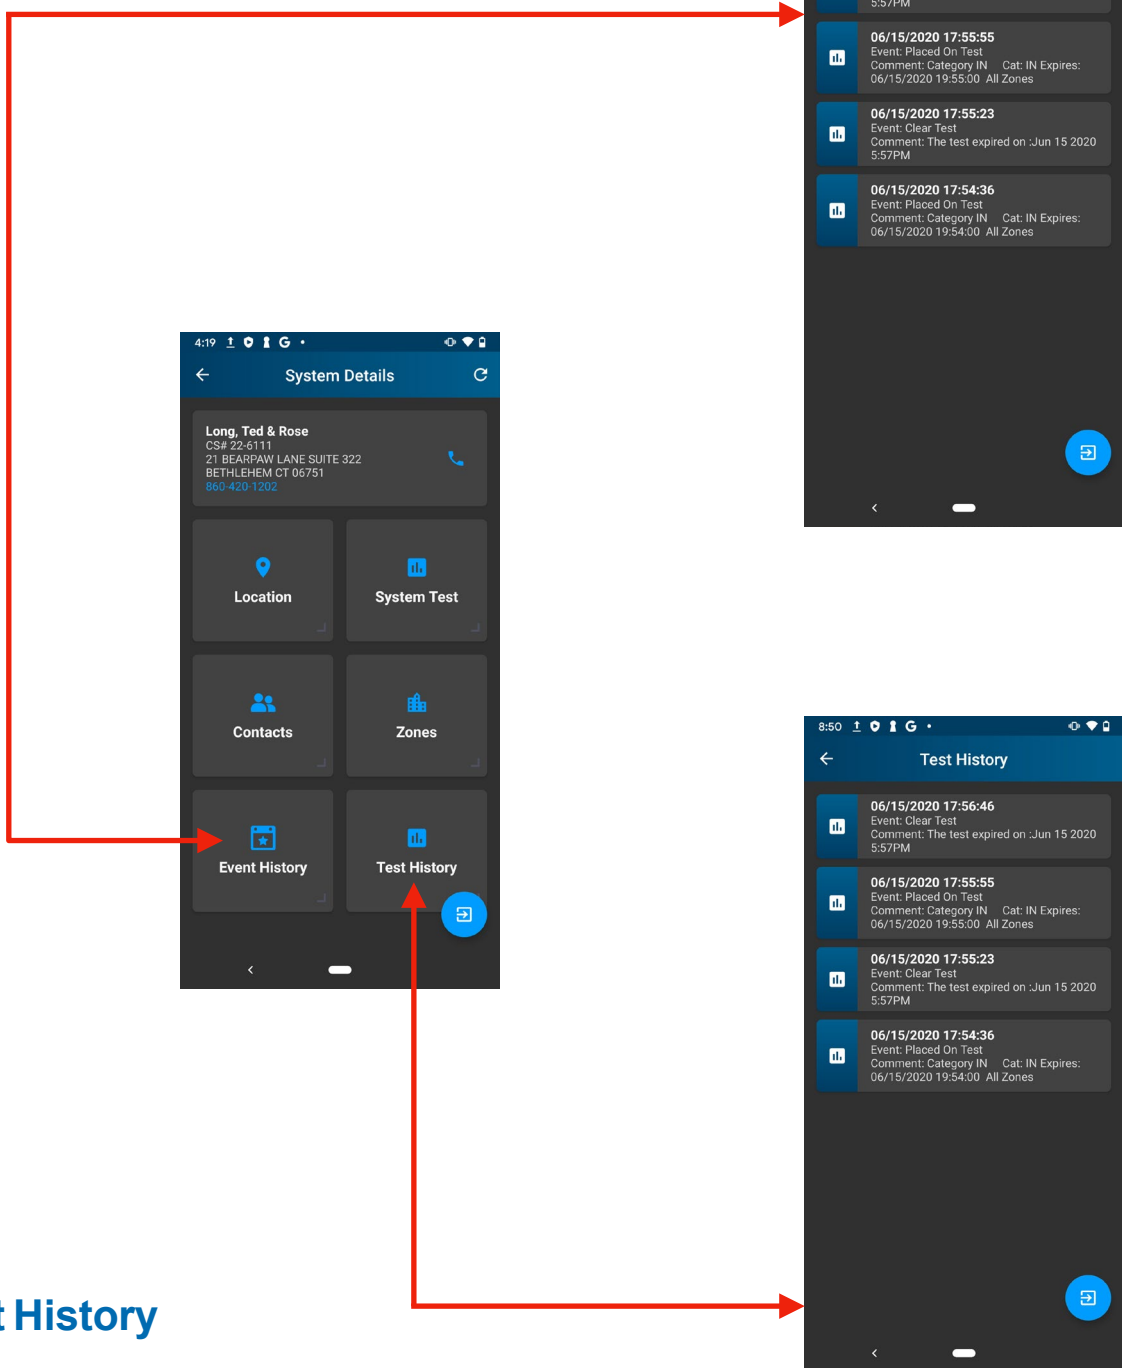 5:57PM
06/15/2020 17:55:55
Event: Placed On Test
Comment: Category IN Cat: IN Expires:
06/15/2020 19:55:00 All Zones
06/15/2020 17:55:23
Event: Clear Test
Comment: The test expired on :Jun 15 2020
5:57PM
06/15/2020 17:54:36
Event: Placed On Test
Comment: Category IN Cat: IN Expires:
06/15/2020 19:54:00 All Zones
4:19
System Details
Long, Ted & Rose
CS# 22-6111
21 BEARPAW LANE SUITE 322
BETHLEHEM CT 06751
860-420-1202
Location
System Test
Contacts
Zones
Event History
Test History
8:50
Test History
06/15/2020 17:56:46
Event: Clear Test
Comment: The test expired on :Jun 15 2020
5:57PM
06/15/2020 17:55:55
Event: Placed On Test
Comment: Category IN Cat: IN Expires:
06/15/2020 19:55:00 All Zones
06/15/2020 17:55:23
Event: Clear Test
Comment: The test expired on :Jun 15 2020
5:57PM
06/15/2020 17:54:36
Event: Placed On Test
Comment: Category IN Cat: IN Expires:
06/15/2020 19:54:00 All Zones
t History